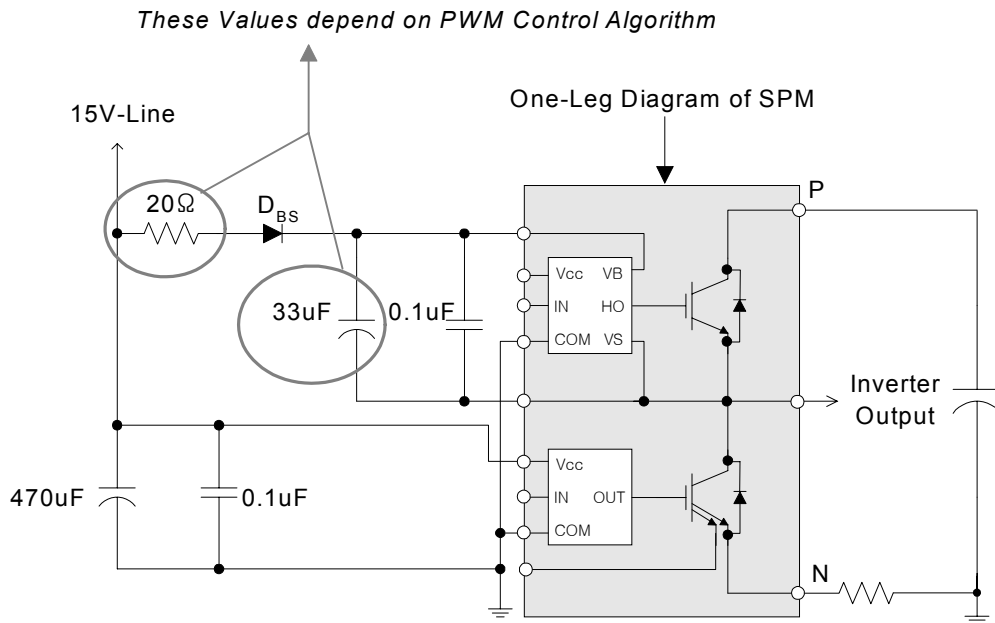 These Values depend on PWM Control Algorithm
One-Leg Diagram of SPM
15V-Line
P
20Ω
D_BS
Vcc
VB
IN
HO
COM
VS
33uF
0.1uF
Inverter
Output
Vcc
IN
OUT
COM
470uF
0.1uF
N